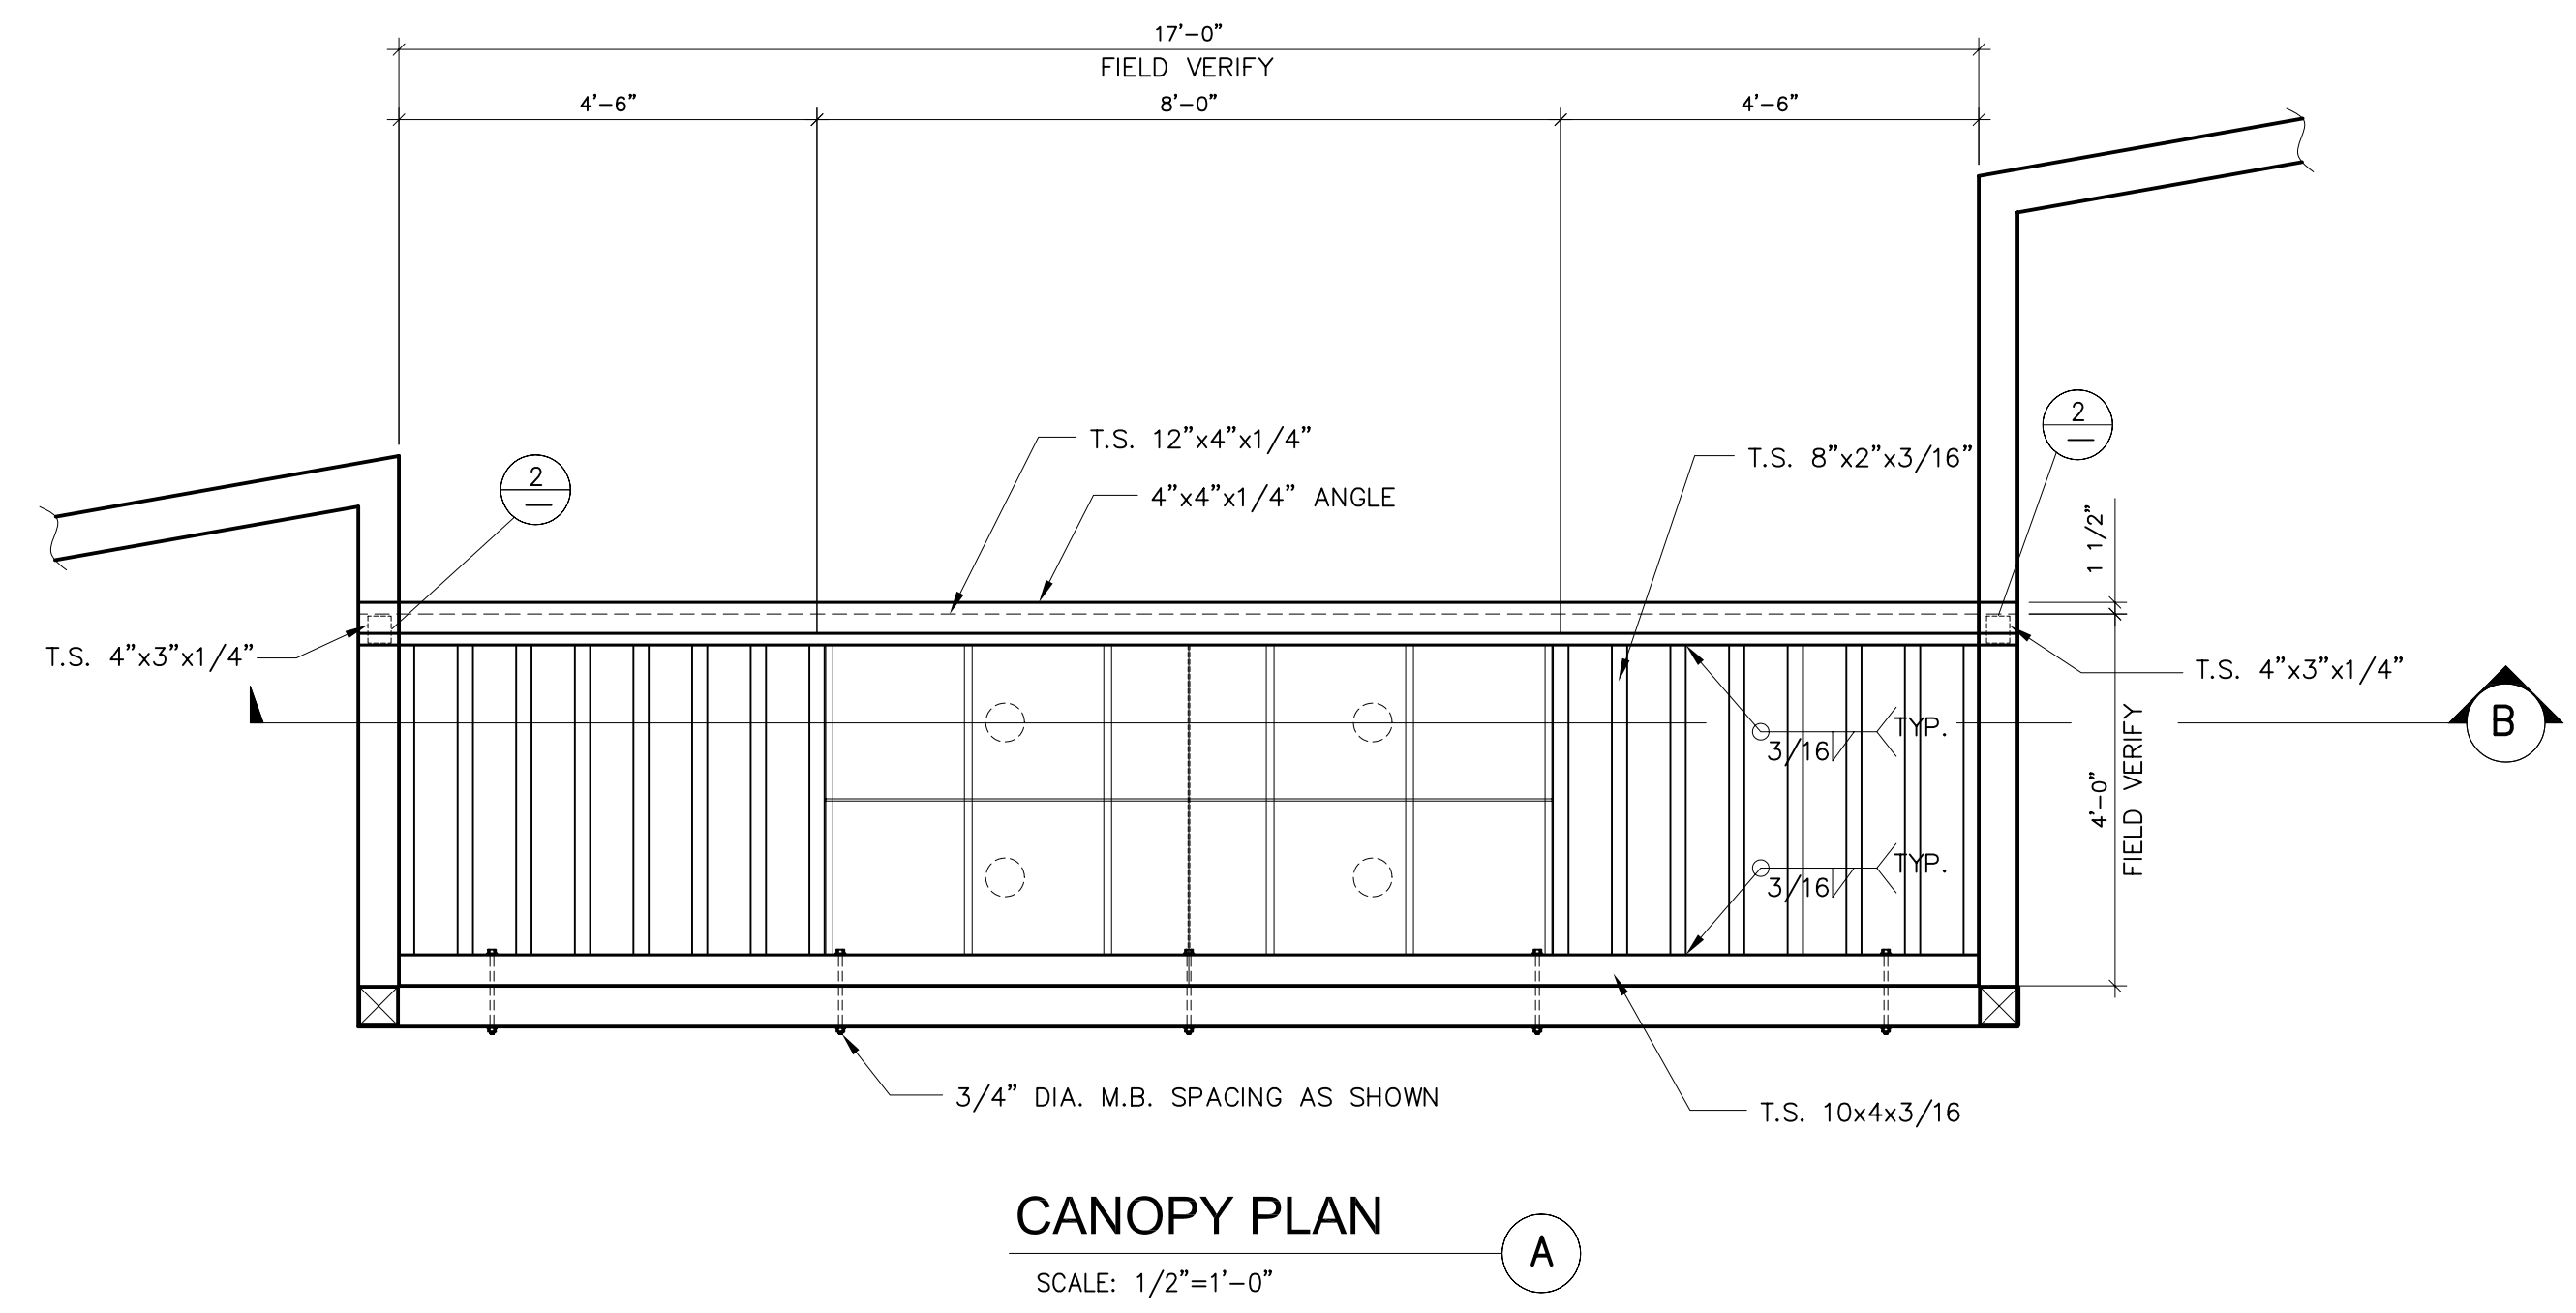 17'-0"
FIELD VERIFY
4'-6"
8'-0"
4'-6"
T.S. 12"x4"x1/4"
4"x4"x1/4" ANGLE
T.S. 8"x2"x3/16"
2
2
1 1/2"
T.S. 4"x3"x1/4"
T.S. 4"x3"x1/4"
B
3/16
TYP.
3/16
TYP.
4'-0"
FIELD VERIFY
3/4" DIA. M.B. SPACING AS SHOWN
T.S. 10x4x3/16
CANOPY PLAN
A
SCALE: 1/2"=1'-0"